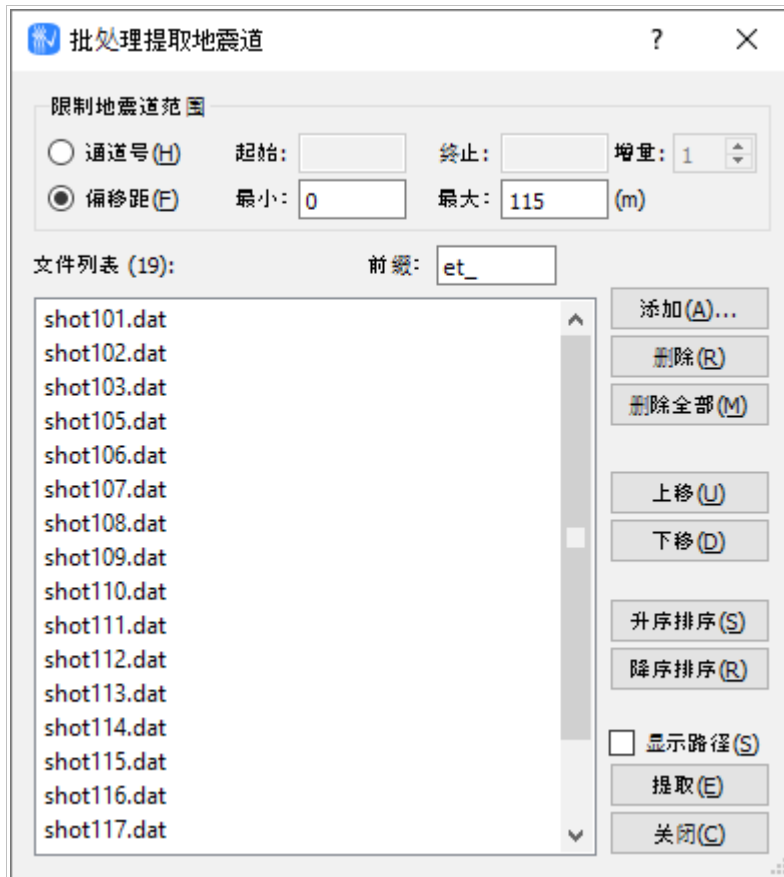 批处理提取地震道
?
限制地震道范围
通道号(H) 起始: 终止: 增量: 1
偏移距(F) 最小: 0 最大: 115 (m)
文件列表 (19): 前缀: et_
shot101.dat
shot102.dat
shot103.dat
shot105.dat
shot106.dat
shot107.dat
shot108.dat
shot109.dat
shot110.dat
shot111.dat
shot112.dat
shot113.dat
shot114.dat
shot115.dat
shot116.dat
shot117.dat
添加(A)...
删除(R)
删除全部(M)
上移(U)
下移(D)
升序排序(S)
降序排序(R)
显示路径(S)
提取(E)
关闭(C)